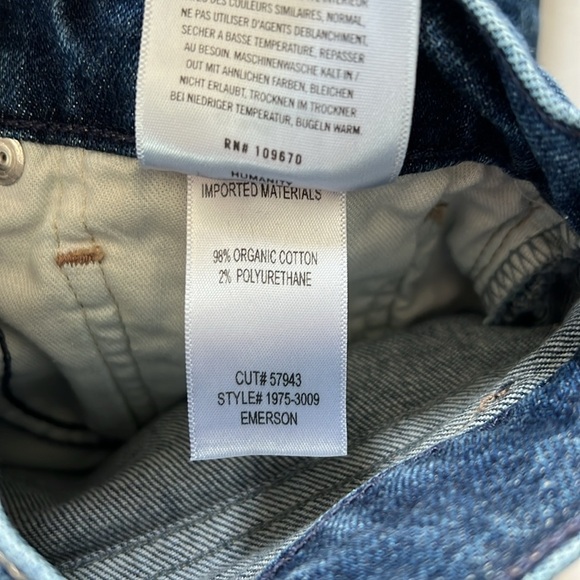 DES COULEURS SIMILAIRES, NORMAL,
NE PAS UTILISER D'AGENTS DEBLANCHIMENT,
SECHER A BASSE TEMPERATURE, REPASSER
AU BESOIN. MASCHINENWASCHE KALT IN /
OUT MIT AHNLICHEN FARBEN, BLEICHEN
NICHT ERLAUBT, TROCKNEN IM TROCKNER
BEI NIEDRIGER TEMPERATUR, BUGELN WARM.
RN# 109670
HUMANITY
IMPORTED MATERIALS
98% ORGANIC COTTON
2% POLYURETHANE
CUT# 57943
STYLE# 1975-3009
EMERSON